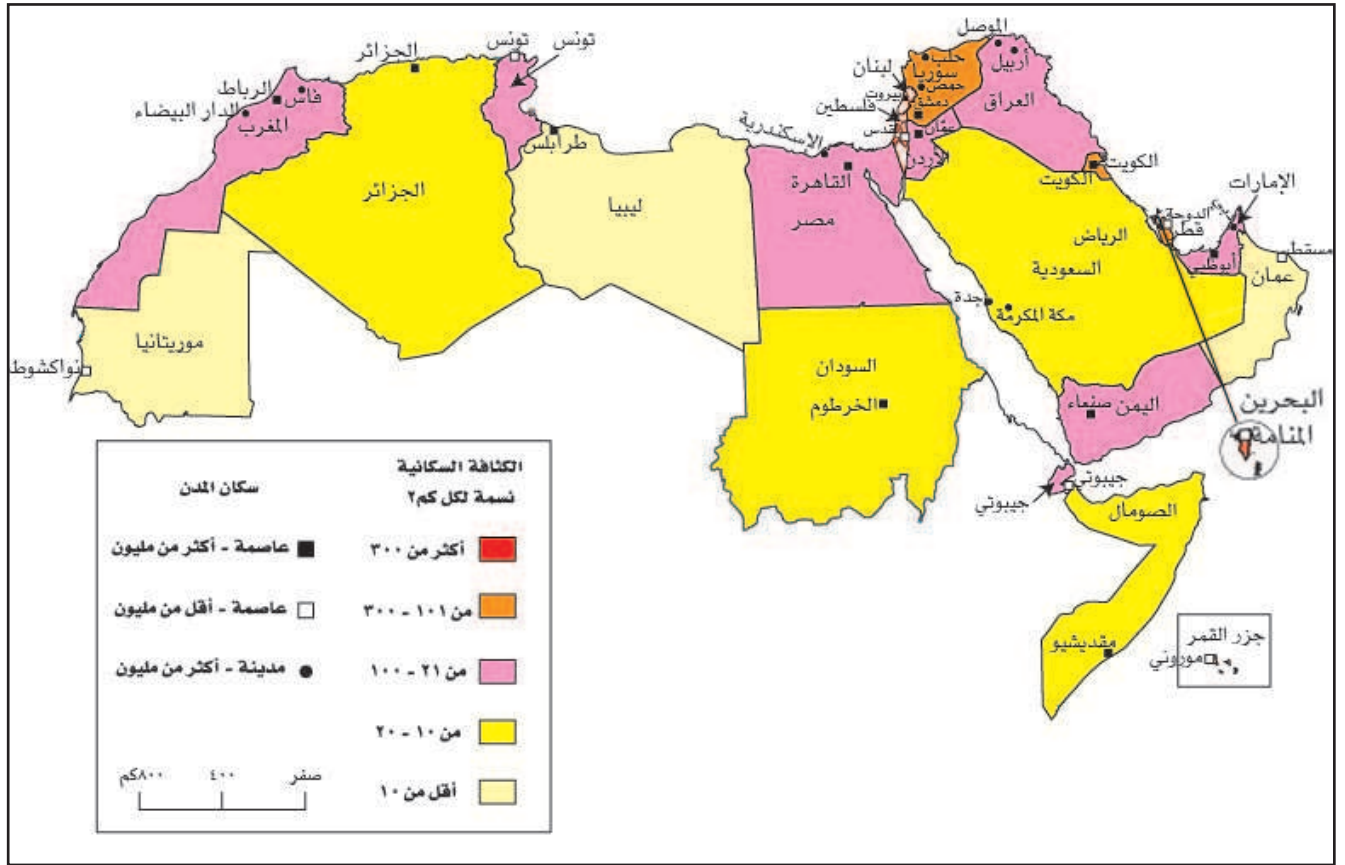 الموصل
أربيل
العراق
حلب
سوريا
حمص
دمشق
لبنان
بيروت
فلسطين
القدس
عمّان
الأردن
الكويت
الكويت
الإمارات
الدوحة
قطر
أبوظبي
مسقط
عمان
الرياض
السعودية
جدة
مكة المكرمة
اليمن
صنعاء
البحرين
المنامة
تونس
تونس
الجزائر
الجزائر
الرباط
فاس
الدار البيضاء
المغرب
طرابلس
ليبيا
الاسكندرية
القاهرة
مصر
موريتانيا
نواكشوط
السودان
الخرطوم
جيبوتي
جيبوتي
الصومال
مقديشيو
جزر القمر
موروني
الكثافة السكانية
نسمة لكل كم٢
أكثر من ٣٠٠
من ١٠١ - ٣٠٠
من ٢١ - ١٠٠
من ١٠ - ٢٠
أقل من ١٠
سكان المدن
عاصمة - أكثر من مليون
عاصمة - أقل من مليون
مدينة - أكثر من مليون
صفر
٤٠٠
٨٠٠كم